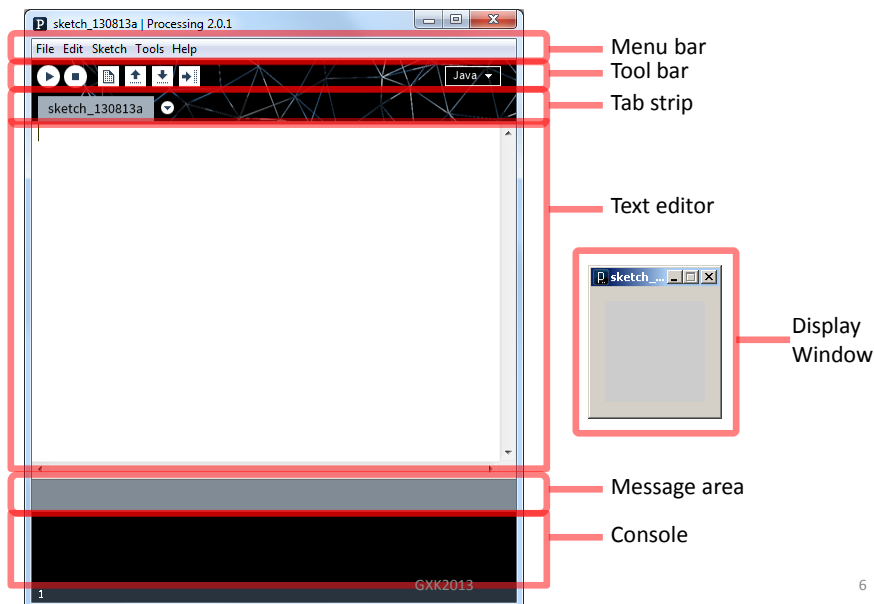 sketch_130813a | Processing 2.0.1
File Edit Sketch Tools Help
Menu bar
Java
Tool bar
sketch_130813a
Tab strip
Text editor
sketch_...
Display
Window
Message area
Console
GXK2013
6
1